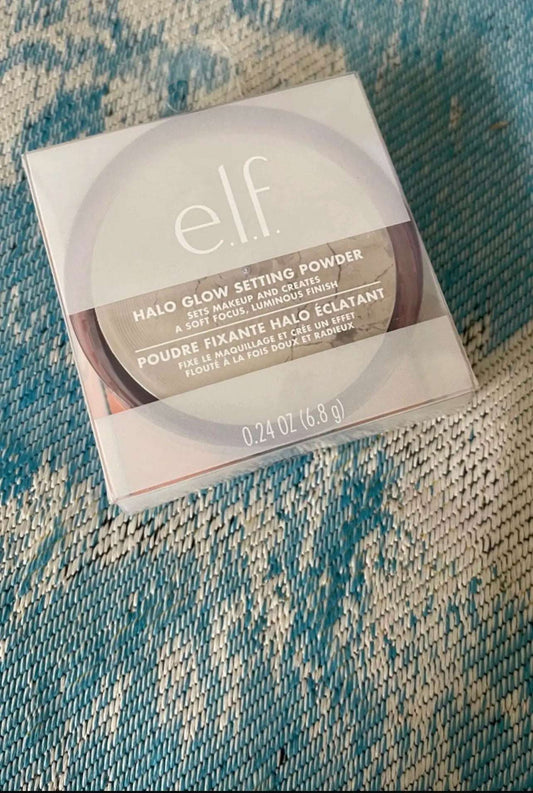 e.l.f.
HALO GLOW SETTING POWDER
SETS MAKEUP AND CREATES
A SOFT FOCUS, LUMINOUS FINISH
POUDRE FIXANTE HALO ÉCLATANT
FIXE LE MAQUILLAGE ET CRÉE UN EFFET
FLOUTÉ À LA FOIS DOUX ET RADIEUX
0.24 OZ (6.8 g)